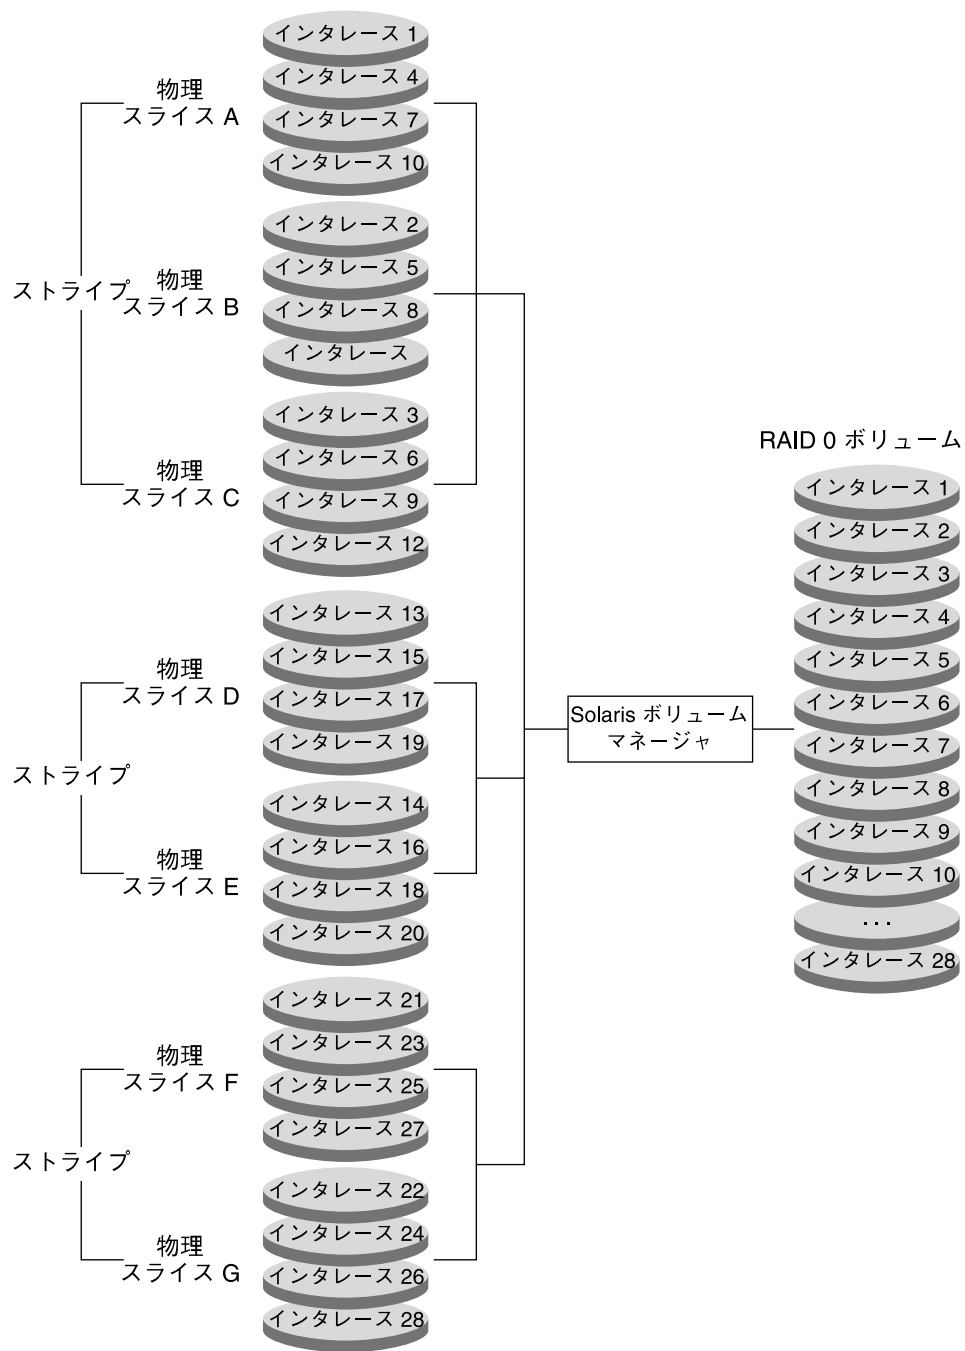 インタレース 1
インタレース 4
インタレース 7
インタレース 10
物理
スライス A
インタレース 2
インタレース 5
インタレース 8
インタレース
物理
スライス B
ストライプ
インタレース 3
インタレース 6
インタレース 9
インタレース 12
物理
スライス C
インタレース 13
インタレース 15
インタレース 17
インタレース 19
物理
スライス D
ストライプ
インタレース 14
インタレース 16
インタレース 18
インタレース 20
物理
スライス E
インタレース 21
インタレース 23
インタレース 25
インタレース 27
物理
スライス F
ストライプ
インタレース 22
インタレース 24
インタレース 26
インタレース 28
物理
スライス G
Solaris ボリューム
マネージャ
RAID 0 ボリューム
インタレース 1
インタレース 2
インタレース 3
インタレース 4
インタレース 5
インタレース 6
インタレース 7
インタレース 8
インタレース 9
インタレース 10
. . .
インタレース 28